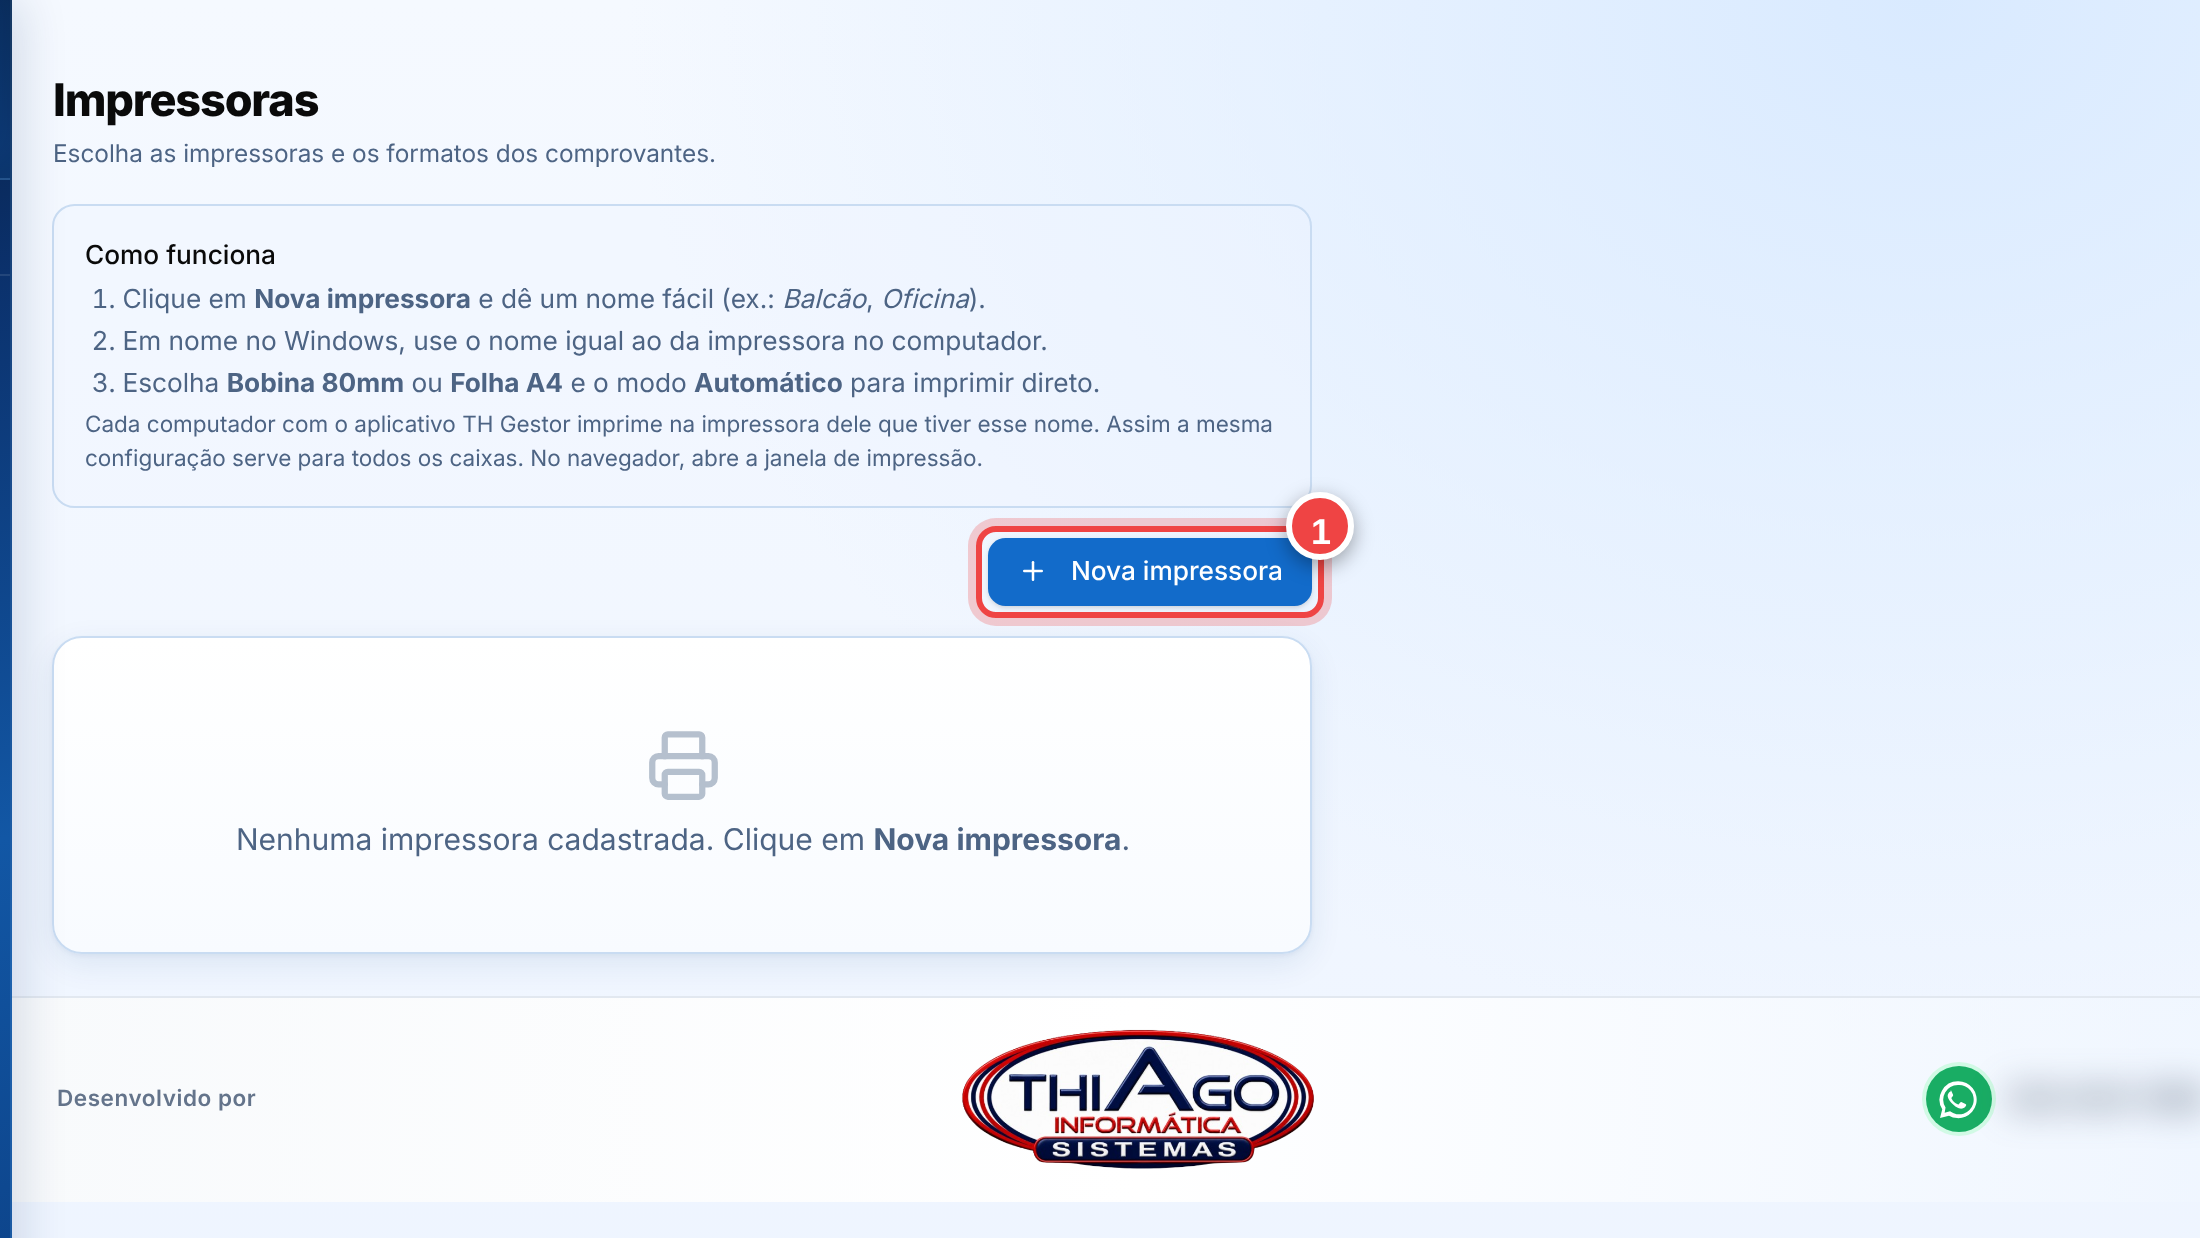 Impressoras
Escolha as impressoras e os formatos dos comprovantes.
Como funciona
1. Clique em Nova impressora e dê um nome fácil (ex.: Balcão, Oficina).
2. Em nome no Windows, use o nome igual ao da impressora no computador.
3. Escolha Bobina 80mm ou Folha A4 e o modo Automático para imprimir direto.
Cada computador com o aplicativo TH Gestor imprime na impressora dele que tiver esse nome. Assim a mesma
configuração serve para todos os caixas. No navegador, abre a janela de impressão.
1
+ Nova impressora
Nenhuma impressora cadastrada. Clique em Nova impressora.
Desenvolvido por
THIAGO
INFORMÁTICA
SISTEMAS